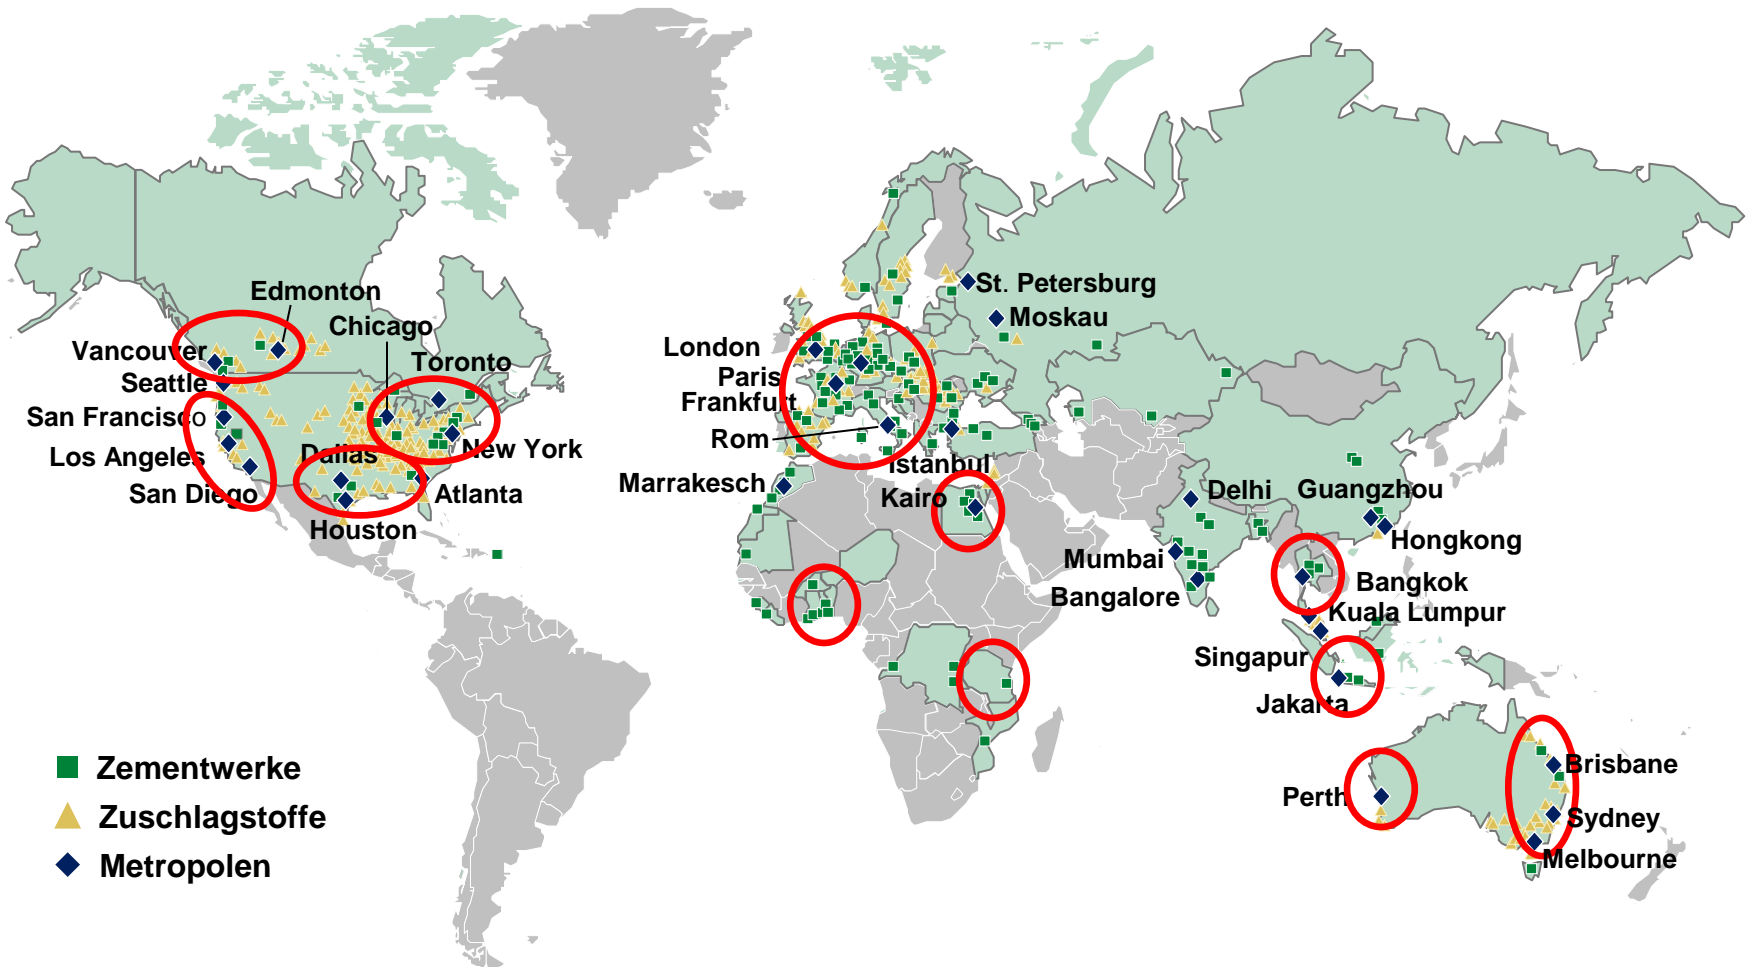 Edmonton
Chicago
Vancouver
Toronto
Seattle
San Francisco
Los Angeles
Dallas
New York
San Diego
Atlanta
Houston
St. Petersburg
Moskau
London
Paris
Frankfurt
Rom
Istanbul
Marrakesch
Kairo
Delhi
Guangzhou
Hongkong
Mumbai
Bangkok
Bangalore
Kuala Lumpur
Singapur
Jakarta
Brisbane
Perth
Sydney
Melbourne
Zementwerke
Zuschlagstoffe
Metropolen